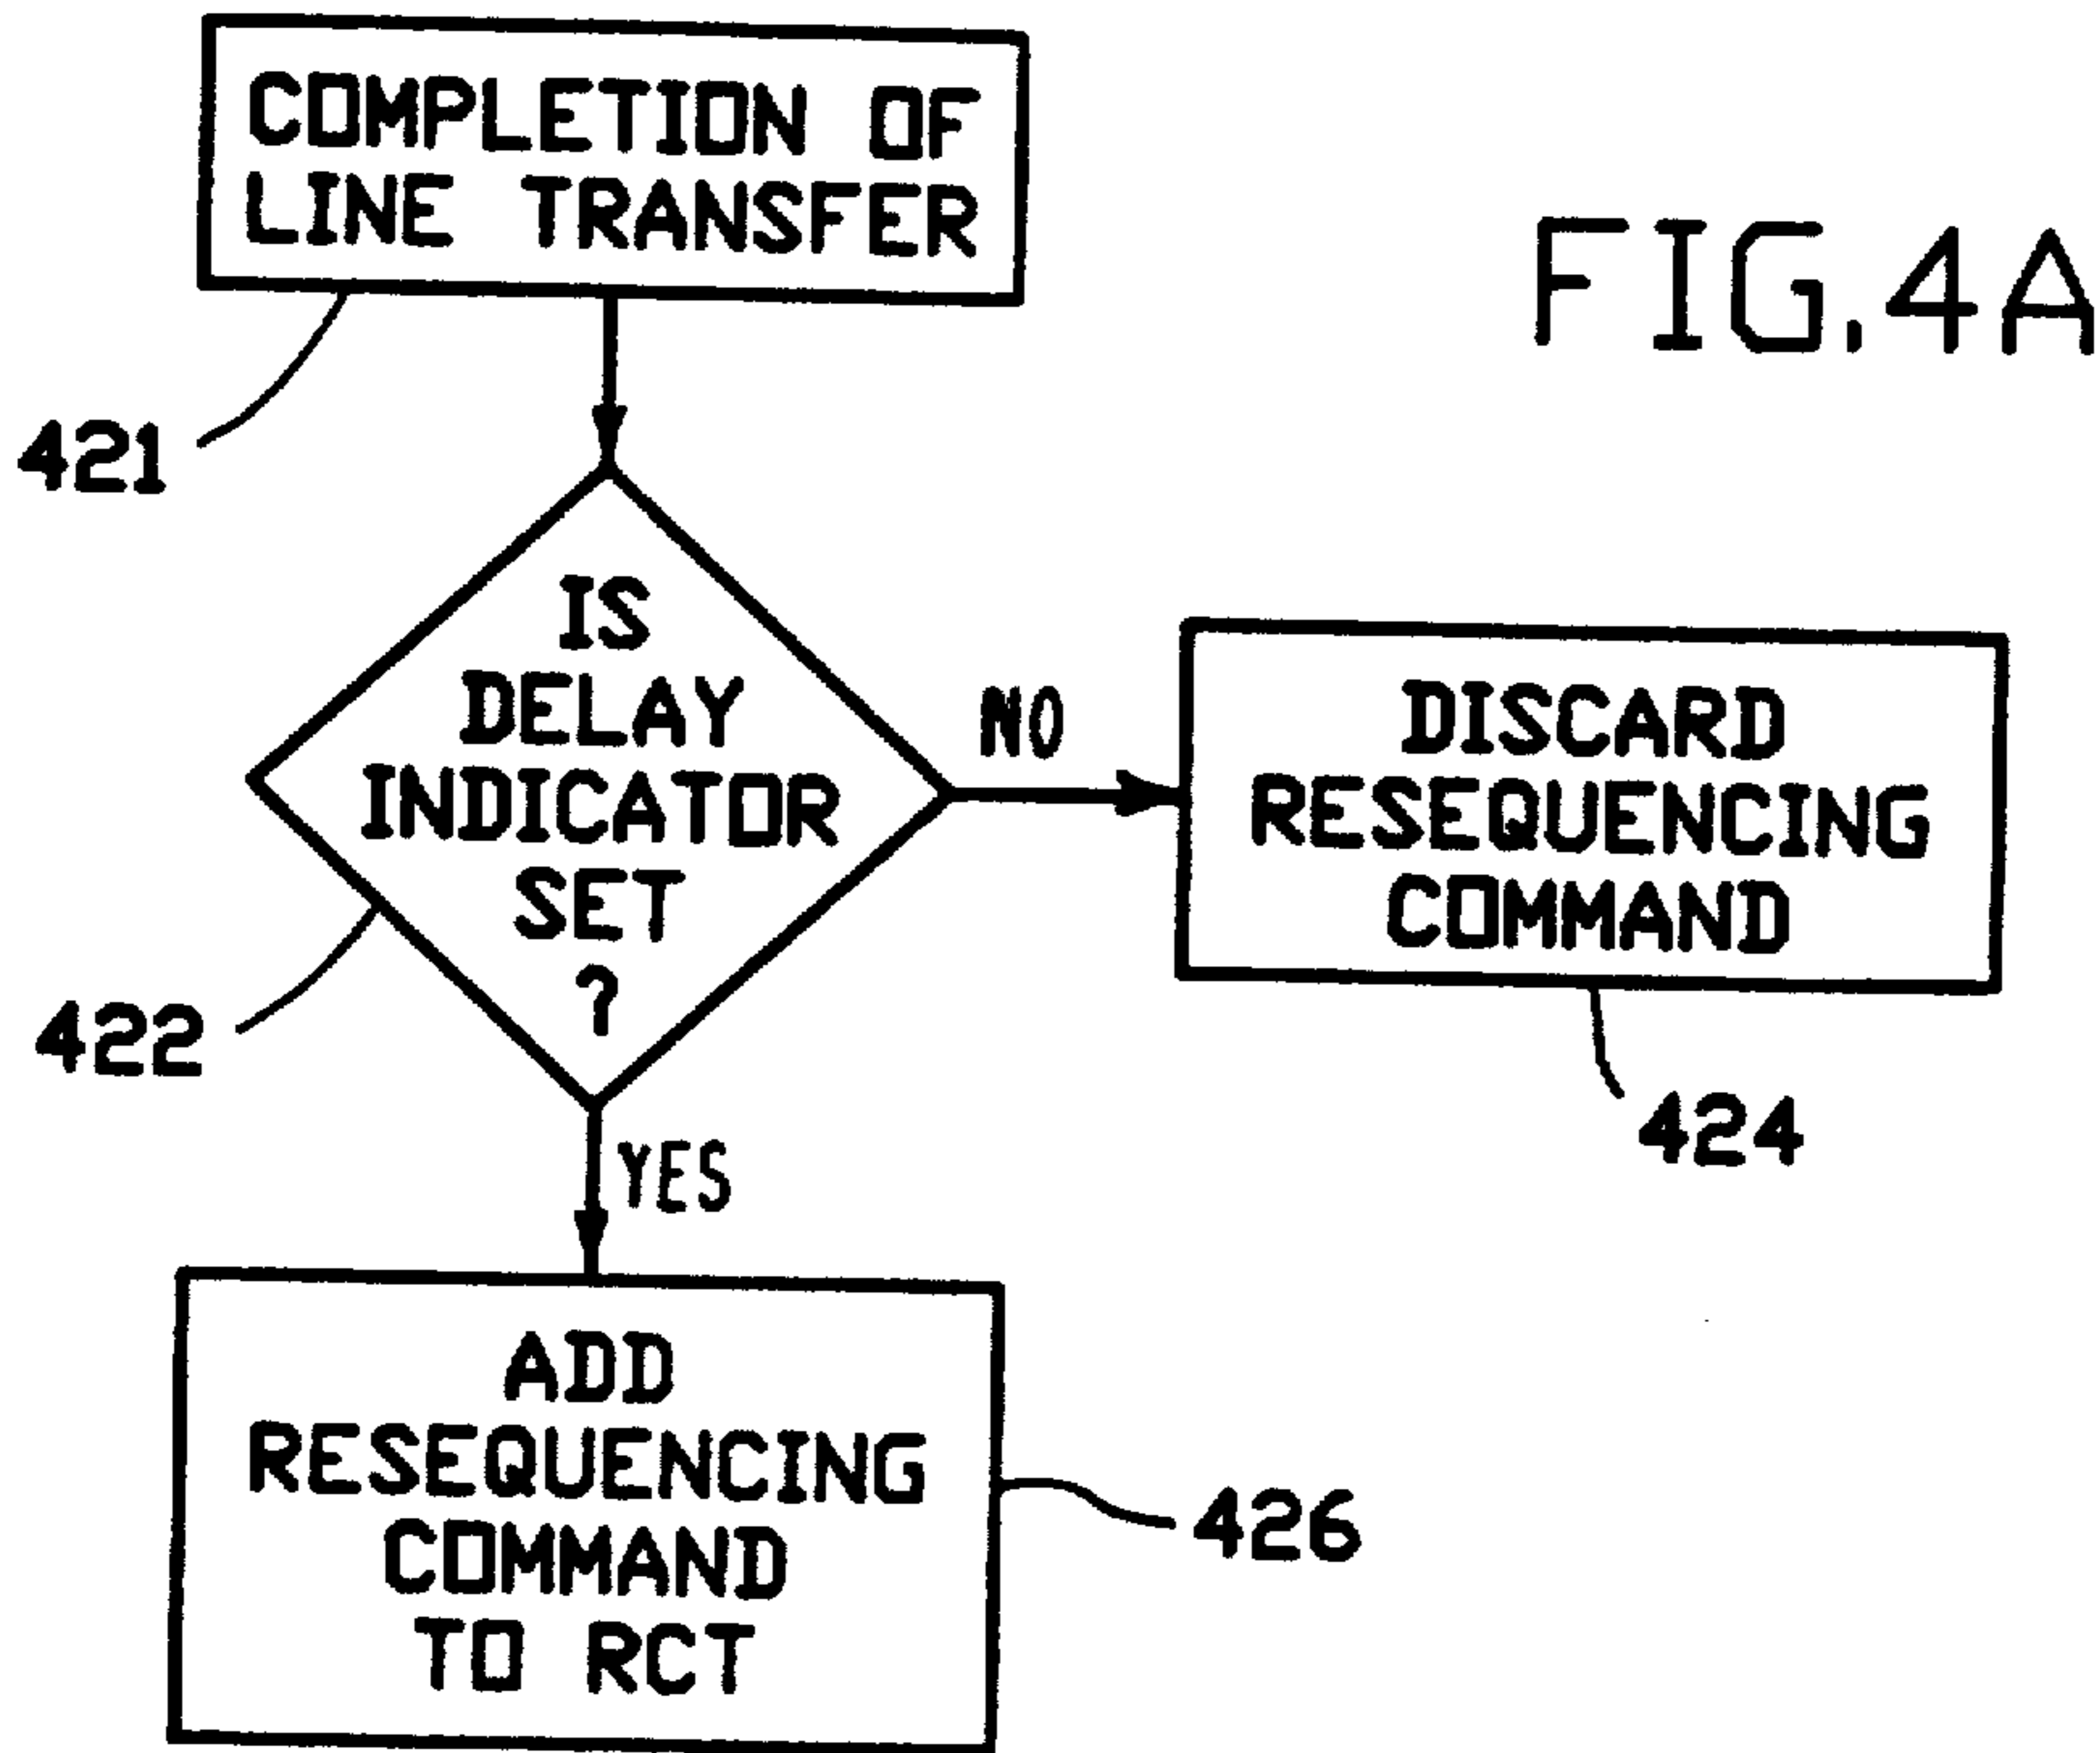 COMPLETION OF
LINE TRANSFER
FIG.4A
421
IS
DELAY
INDICATOR
SET
?
NO
DISCARD
RESEQUENCING
COMMAND
422
424
YES
ADD
RESEQUENCING
COMMAND
TO RCT
426